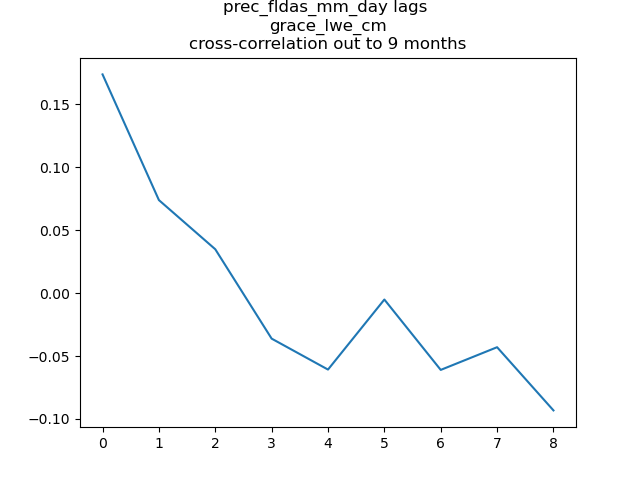 prec_fldas_mm_day lags
grace_lwe_cm
cross-correlation out to 9 months
0.15
0.10
0.05
0.00
−0.05
−0.10
0 1 2 3 4 5 6 7 8